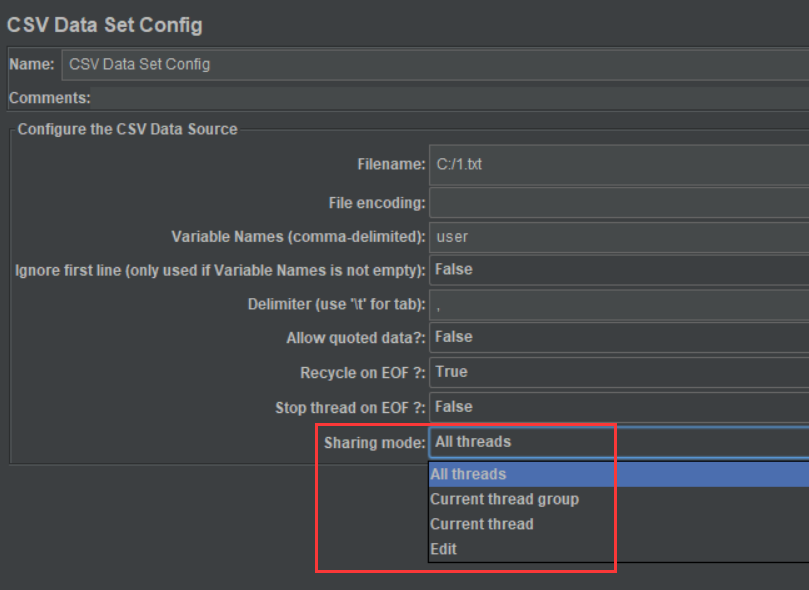 CSV Data Set Config
Name: CSV Data Set Config
Comments:
Configure the CSV Data Source
Filename: C:/1.txt
File encoding:
Variable Names (comma-delimited): user
Ignore first line (only used if Variable Names is not empty): False
Delimiter (use '\t' for tab): ,
Allow quoted data?: False
Recycle on EOF ?: True
Stop thread on EOF ?: False
Sharing mode: All threads
All threads
Current thread group
Current thread
Edit